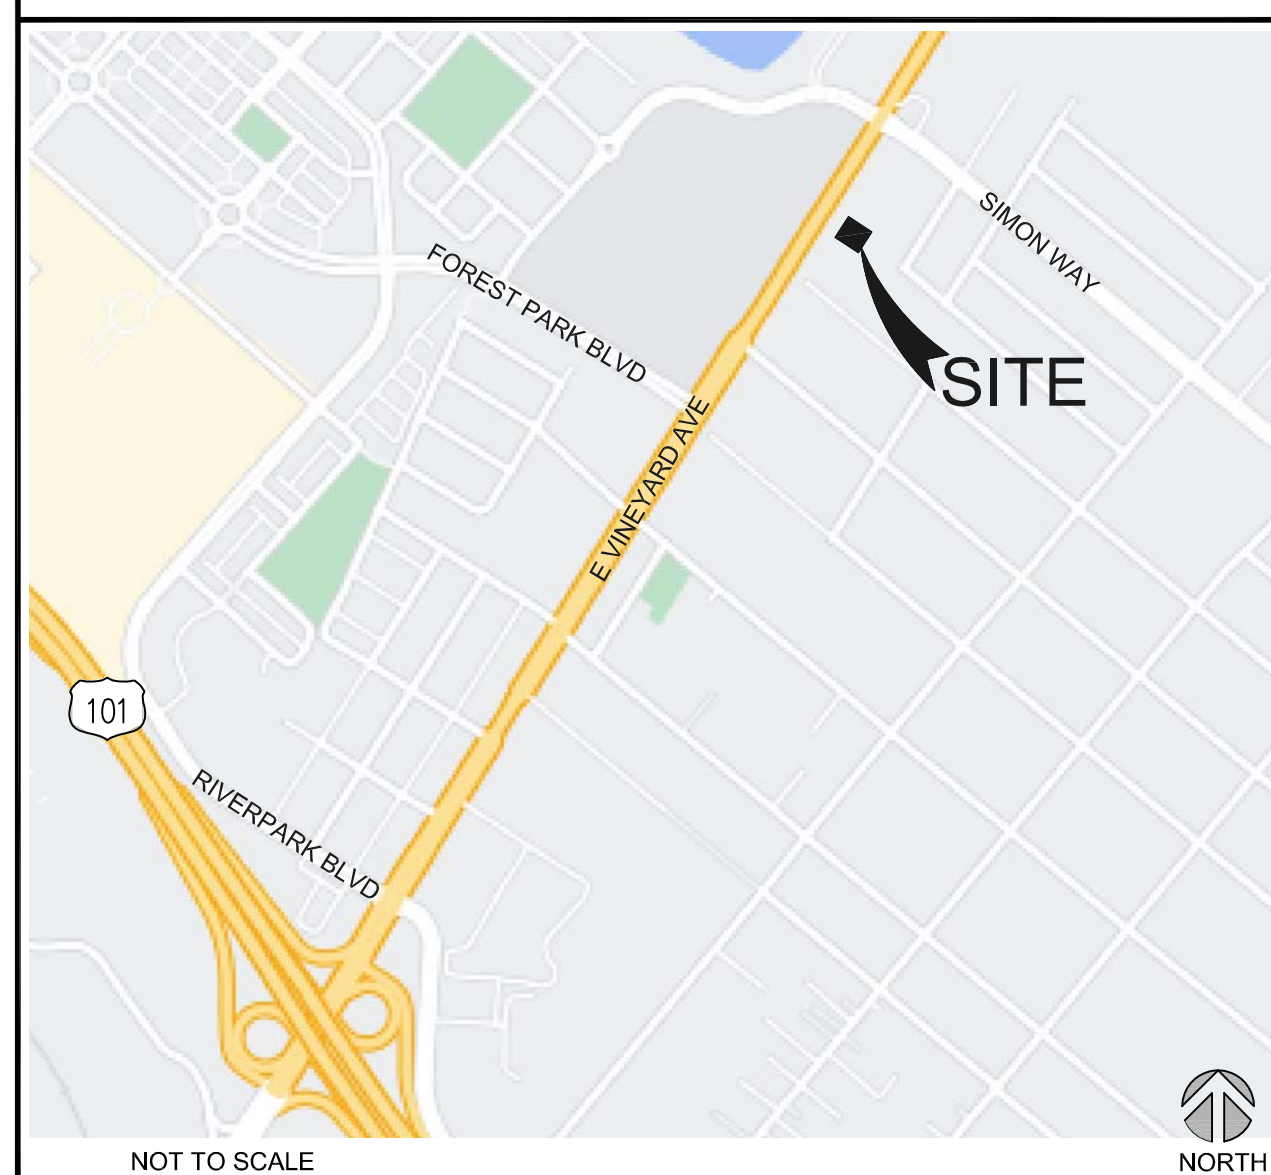 SIMON WAY
FOREST PARK BLVD
SITE
E VINEYARD AVE
101
RIVERPARK BLVD
NOT TO SCALE
NORTH